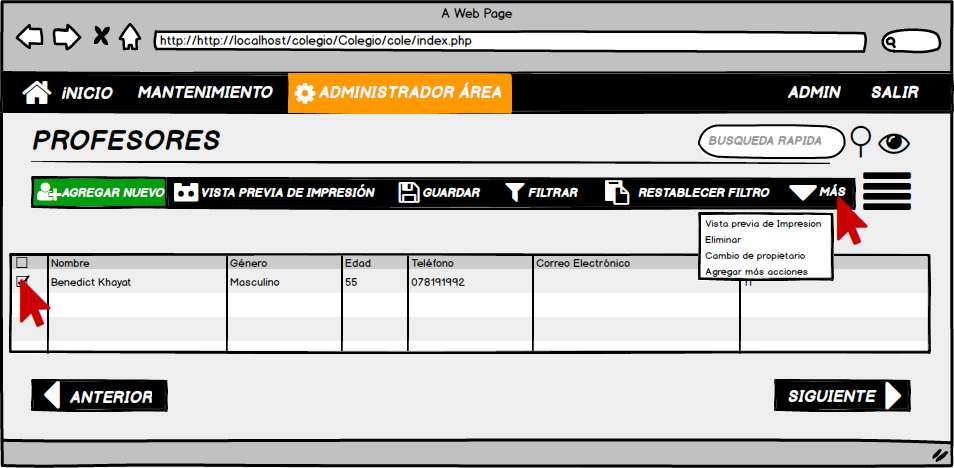 A Web Page
http://http://localhost/colegio/Colegio/cole/index.php
iNICIO MANTENIMIENTO ADMINISTRADOR ÁREA ADMIN SALIR
PROFESORES
BUSQUEDA RAPIDA
AGREGAR NUEVO VISTA PREVIA DE IMPRESIÓN GUARDAR FILTRAR RESTABLECER FILTRO MÁS
Vista previa de Impresion
Eliminar
Cambio de propietario
Agregar más acciones
Nombre Género Edad Teléfono Correo Electrónico
Benedict Khayat Masculino 55 078191992
ANTERIOR SIGUIENTE